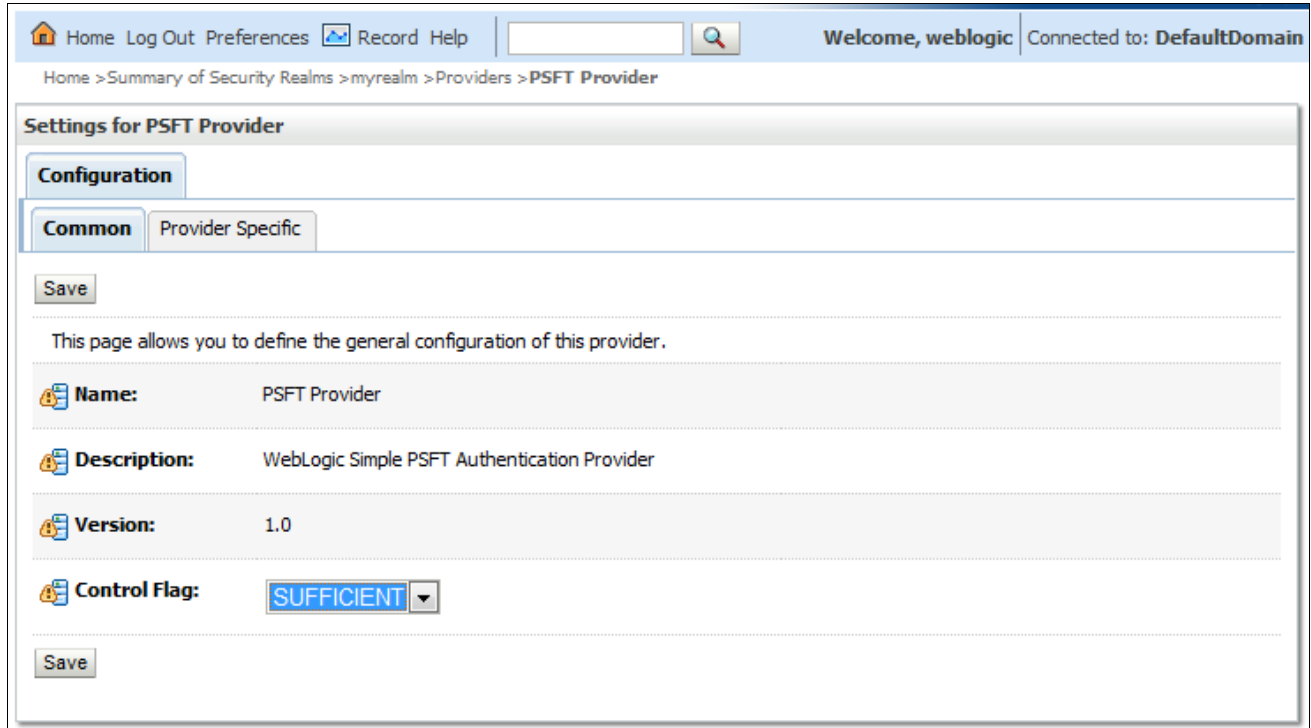 Home Log Out Preferences Record Help Welcome, weblogic Connected to: DefaultDomain
Home >Summary of Security Realms >myrealm >Providers >PSFT Provider
Settings for PSFT Provider
Configuration
Common Provider Specific
Save
This page allows you to define the general configuration of this provider.
Name: PSFT Provider
Description: WebLogic Simple PSFT Authentication Provider
Version: 1.0
Control Flag: SUFFICIENT
Save